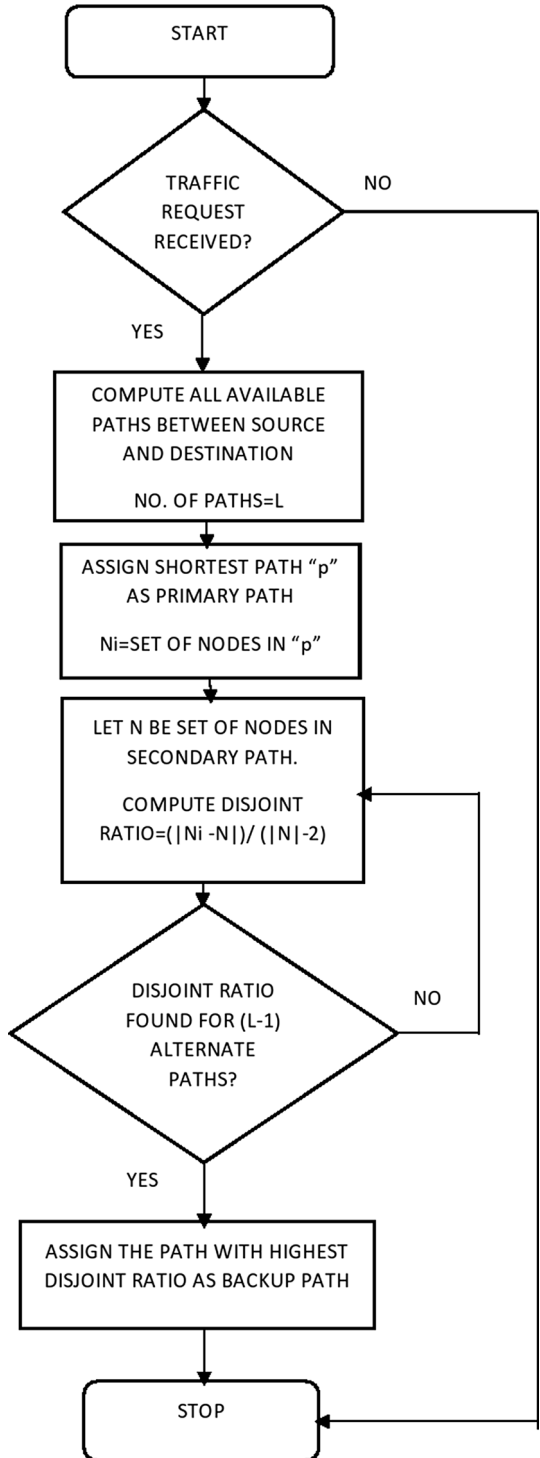 START
TRAFFIC
REQUEST
RECEIVED?
NO
YES
COMPUTE ALL AVAILABLE
PATHS BETWEEN SOURCE
AND DESTINATION
NO. OF PATHS=L
ASSIGN SHORTEST PATH “p”
AS PRIMARY PATH
Ni=SET OF NODES IN “p”
LET N BE SET OF NODES IN
SECONDARY PATH.
COMPUTE DISJOINT
RATIO=(|Ni -N|)/ (|N|-2)
DISJOINT RATIO
FOUND FOR (L-1)
ALTERNATE
PATHS?
NO
YES
ASSIGN THE PATH WITH HIGHEST
DISJOINT RATIO AS BACKUP PATH
STOP